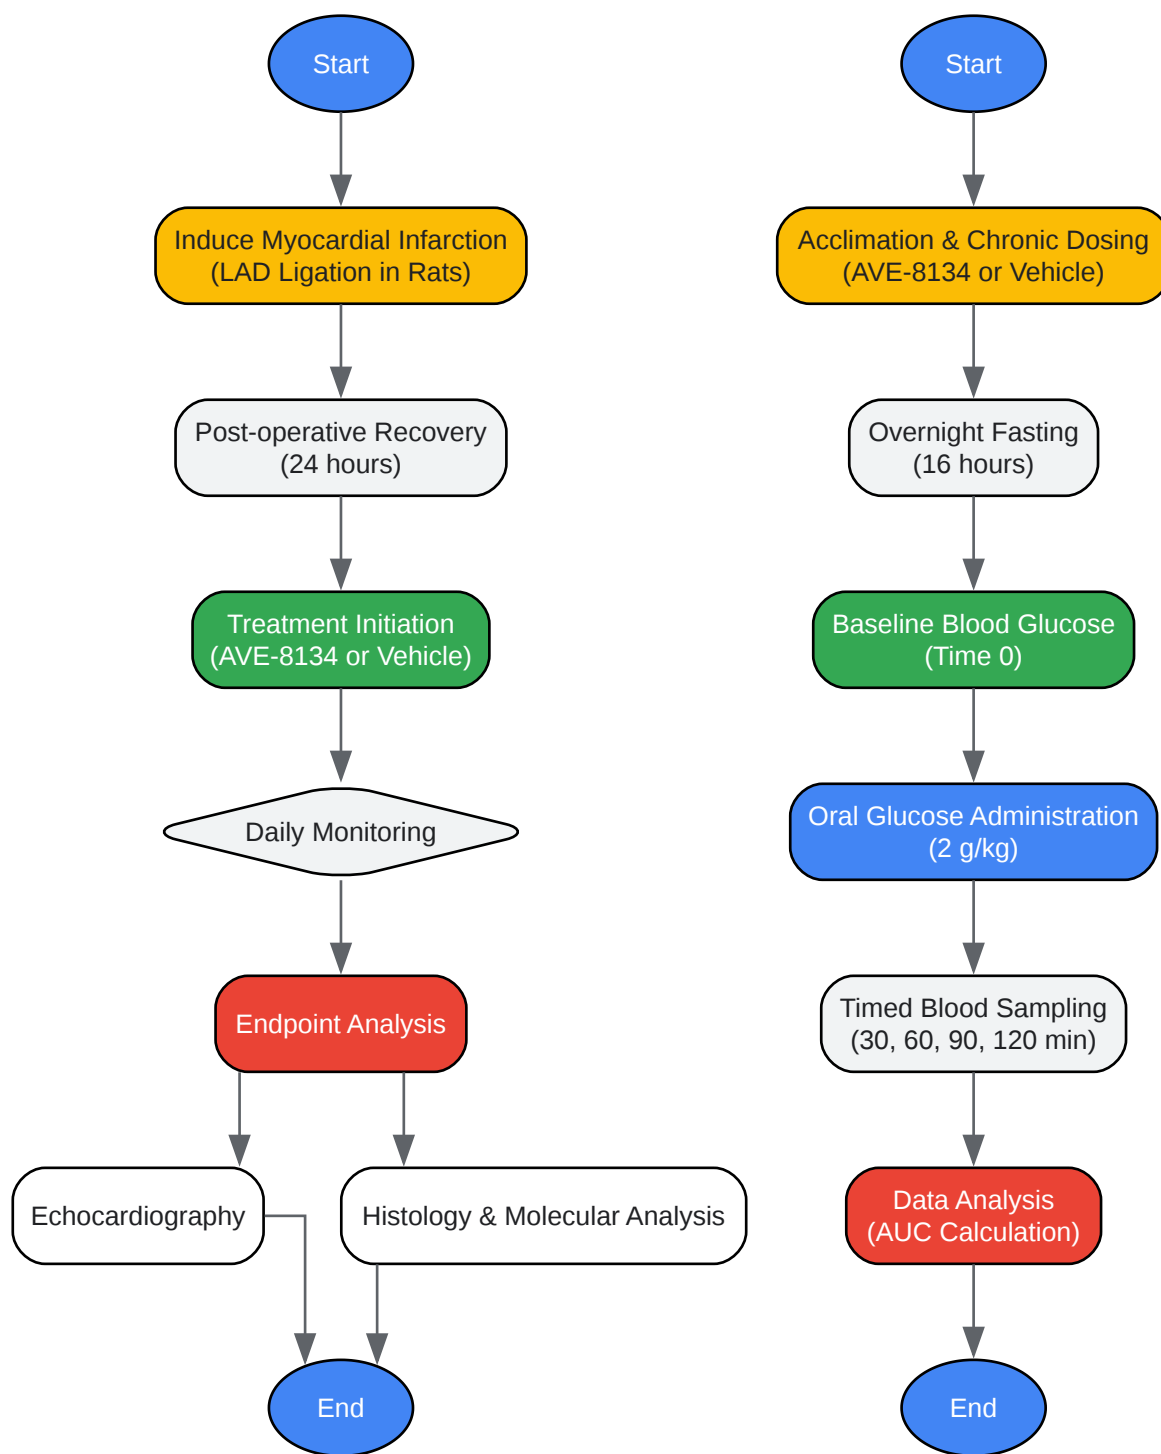 Start
Induce Myocardial Infarction
(LAD Ligation in Rats)
Post-operative Recovery
(24 hours)
Treatment Initiation
(AVE-8134 or Vehicle)
Daily Monitoring
Endpoint Analysis
Echocardiography
Histology & Molecular Analysis
End
Start
Acclimation & Chronic Dosing
(AVE-8134 or Vehicle)
Overnight Fasting
(16 hours)
Baseline Blood Glucose
(Time 0)
Oral Glucose Administration
(2 g/kg)
Timed Blood Sampling
(30, 60, 90, 120 min)
Data Analysis
(AUC Calculation)
End